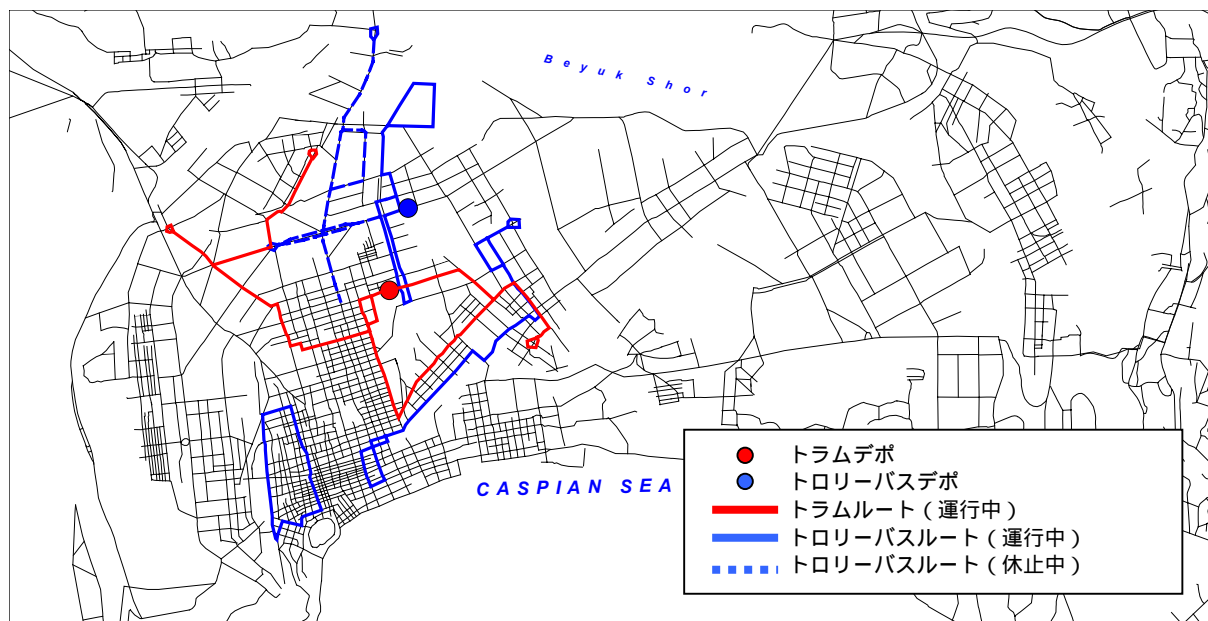 Beyuk Shor
CASPIAN SEA
トラムデポ
トロリーバスデポ
トラムルート（運行中）
トロリーバスルート（運行中）
トロリーバスルート（休止中）